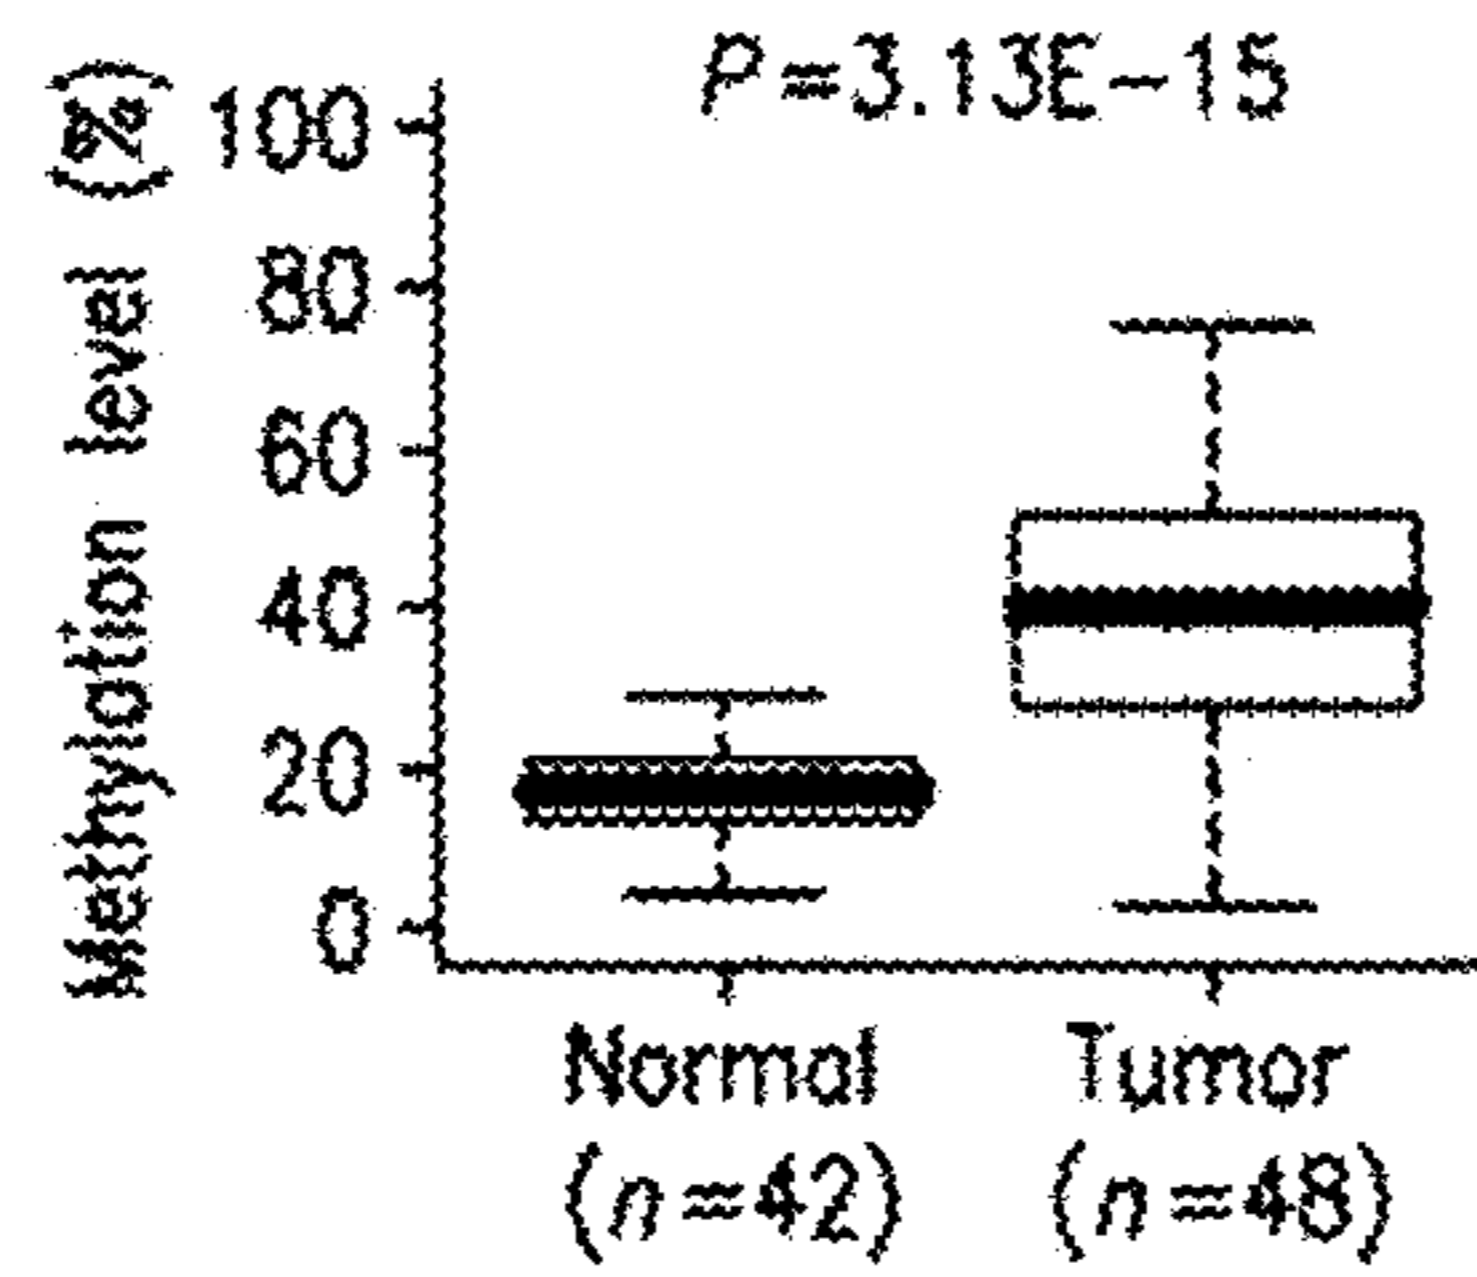 P=3.13E-15
Methylation level (%)
100
80
60
40
20
0
Normal Tumor
(n=42) (n=48)